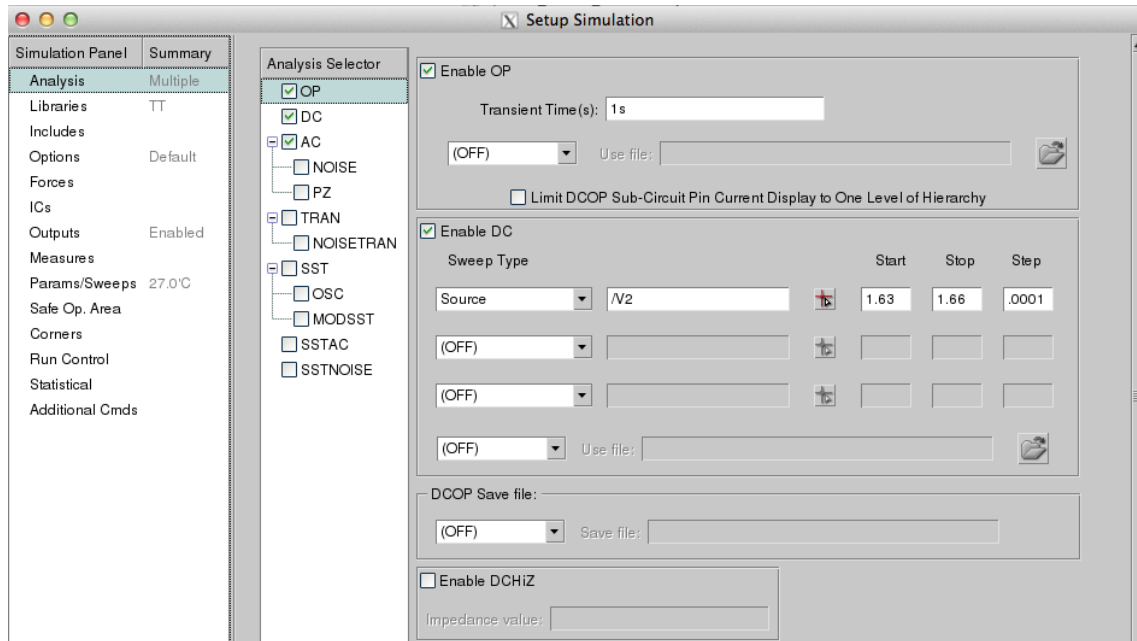 X Setup Simulation
Simulation Panel Summary
Analysis Multiple
Libraries TT
Includes
Options Default
Forces
ICs
Outputs Enabled
Measures
Params/Sweeps 27.0'C
Safe Op. Area
Corners
Run Control
Statistical
Additional Cmds
Analysis Selector
OP
DC
AC
NOISE
PZ
TRAN
NOISETRAN
SST
OSC
MODSST
SSTAC
SSTNOISE
Enable OP
Transient Time(s): 1s
(OFF) Use file:
Limit DCOP Sub-Circuit Pin Current Display to One Level of Hierarchy
Enable DC
Sweep Type Start Stop Step
Source /V2 1.63 1.66 .0001
(OFF)
(OFF)
(OFF) Use file:
DCOP Save file:
(OFF) Save file:
Enable DCHiZ
Impedance value: